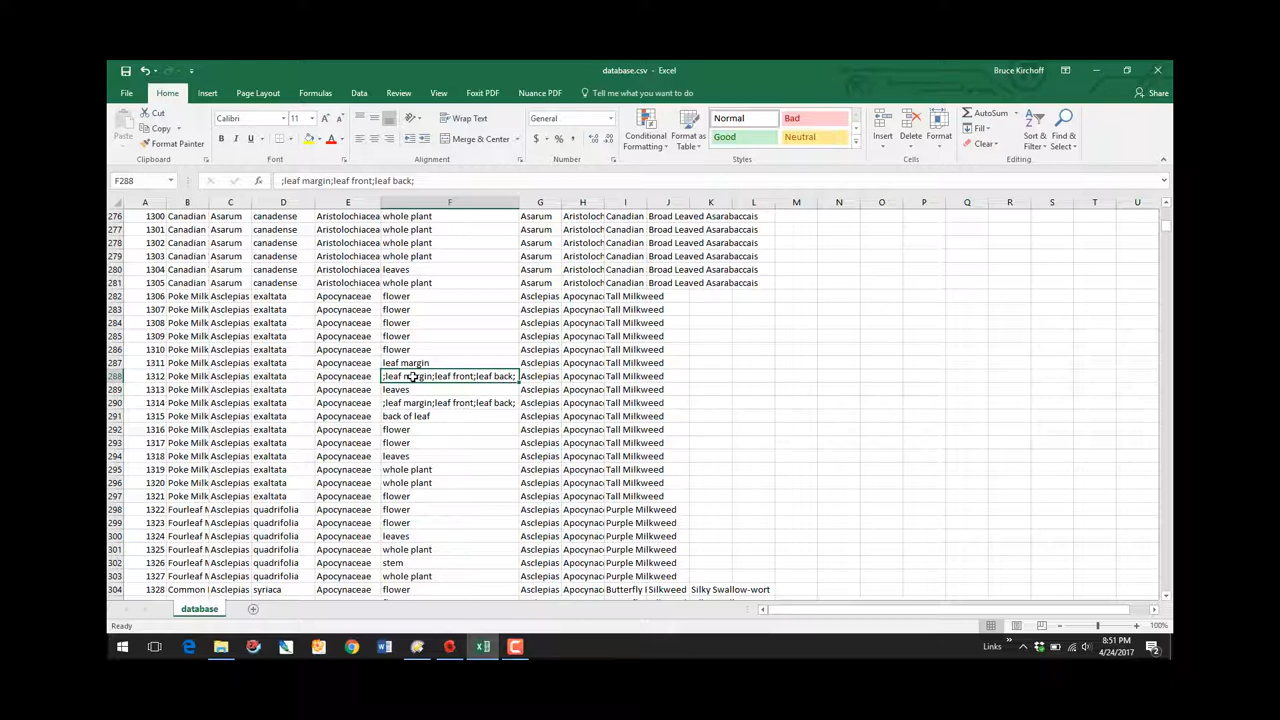 database.csv - Excel
Bruce Kirchoff
File Home Insert Page Layout Formulas Data Review View Foxit PDF Nuance PDF Tell me what you want to do Share
Cut
Copy
Format Painter
Paste
Calibri 11
B I U
Wrap Text
Merge & Center
General
$ % ,
Conditional Formatting
Format as Table
Normal Bad
Good Neutral
Insert Delete Format
AutoSum
Fill
Clear
Sort & Filter
Find & Select
Clipboard Font Alignment Number Styles Cells Editing
F288 fx ;leaf margin;leaf front;leaf back;
A B C D E F G H I J K L M N O P Q R S T U
276 1300 Canadian Asarum canadense Aristolochiacea whole plant Asarum Aristoloch Canadian Broad Leaved Asarabaccais
277 1301 Canadian Asarum canadense Aristolochiacea whole plant Asarum Aristoloch Canadian Broad Leaved Asarabaccais
278 1302 Canadian Asarum canadense Aristolochiacea whole plant Asarum Aristoloch Canadian Broad Leaved Asarabaccais
279 1303 Canadian Asarum canadense Aristolochiacea whole plant Asarum Aristoloch Canadian Broad Leaved Asarabaccais
280 1304 Canadian Asarum canadense Aristolochiacea leaves Asarum Aristoloch Canadian Broad Leaved Asarabaccais
281 1305 Canadian Asarum canadense Aristolochiacea whole plant Asarum Aristoloch Canadian Broad Leaved Asarabaccais
282 1306 Poke Milk Asclepias exaltata Apocynaceae flower Asclepias Apocynac Tall Milkweed
283 1307 Poke Milk Asclepias exaltata Apocynaceae flower Asclepias Apocynac Tall Milkweed
284 1308 Poke Milk Asclepias exaltata Apocynaceae flower Asclepias Apocynac Tall Milkweed
285 1309 Poke Milk Asclepias exaltata Apocynaceae flower Asclepias Apocynac Tall Milkweed
286 1310 Poke Milk Asclepias exaltata Apocynaceae flower Asclepias Apocynac Tall Milkweed
287 1311 Poke Milk Asclepias exaltata Apocynaceae leaf margin Asclepias Apocynac Tall Milkweed
288 1312 Poke Milk Asclepias exaltata Apocynaceae ;leaf margin;leaf front;leaf back; Asclepias Apocynac Tall Milkweed
289 1313 Poke Milk Asclepias exaltata Apocynaceae leaves Asclepias Apocynac Tall Milkweed
290 1314 Poke Milk Asclepias exaltata Apocynaceae ;leaf margin;leaf front;leaf back; Asclepias Apocynac Tall Milkweed
291 1315 Poke Milk Asclepias exaltata Apocynaceae back of leaf Asclepias Apocynac Tall Milkweed
292 1316 Poke Milk Asclepias exaltata Apocynaceae flower Asclepias Apocynac Tall Milkweed
293 1317 Poke Milk Asclepias exaltata Apocynaceae flower Asclepias Apocynac Tall Milkweed
294 1318 Poke Milk Asclepias exaltata Apocynaceae leaves Asclepias Apocynac Tall Milkweed
295 1319 Poke Milk Asclepias exaltata Apocynaceae whole plant Asclepias Apocynac Tall Milkweed
296 1320 Poke Milk Asclepias exaltata Apocynaceae whole plant Asclepias Apocynac Tall Milkweed
297 1321 Poke Milk Asclepias exaltata Apocynaceae flower Asclepias Apocynac Tall Milkweed
298 1322 Fourleaf M Asclepias quadrifolia Apocynaceae flower Asclepias Apocynac Purple Milkweed
299 1323 Fourleaf M Asclepias quadrifolia Apocynaceae flower Asclepias Apocynac Purple Milkweed
300 1324 Fourleaf M Asclepias quadrifolia Apocynaceae leaves Asclepias Apocynac Purple Milkweed
301 1325 Fourleaf M Asclepias quadrifolia Apocynaceae whole plant Asclepias Apocynac Purple Milkweed
302 1326 Fourleaf M Asclepias quadrifolia Apocynaceae stem Asclepias Apocynac Purple Milkweed
303 1327 Fourleaf M Asclepias quadrifolia Apocynaceae whole plant Asclepias Apocynac Purple Milkweed
304 1328 Common Asclepias syriaca Apocynaceae flower Asclepias Apocynac Butterfly Silkweed Silky Swallow-wort
database
Ready 100%
Links 8:51 PM
4/24/2017